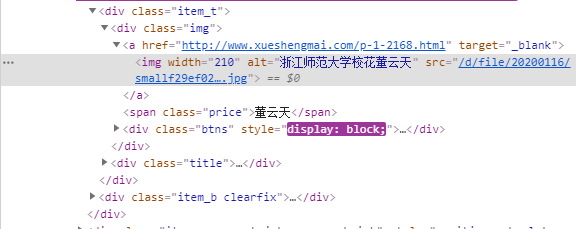 ▼<div class="item_t">
▼<div class="img">
▼<a href="http://www.xueshengmai.com/p-1-2168.html" target="_blank">
<img width="210" alt="浙江师范大学校花董云天" src="/d/file/20200116/
smallf29ef02….jpg"> == $0
</a>
<span class="price">董云天</span>
▶<div class="btns" style="display: block;">…</div>
</div>
▶<div class="title">…</div>
</div>
▶<div class="item_b clearfix">…</div>
</div>